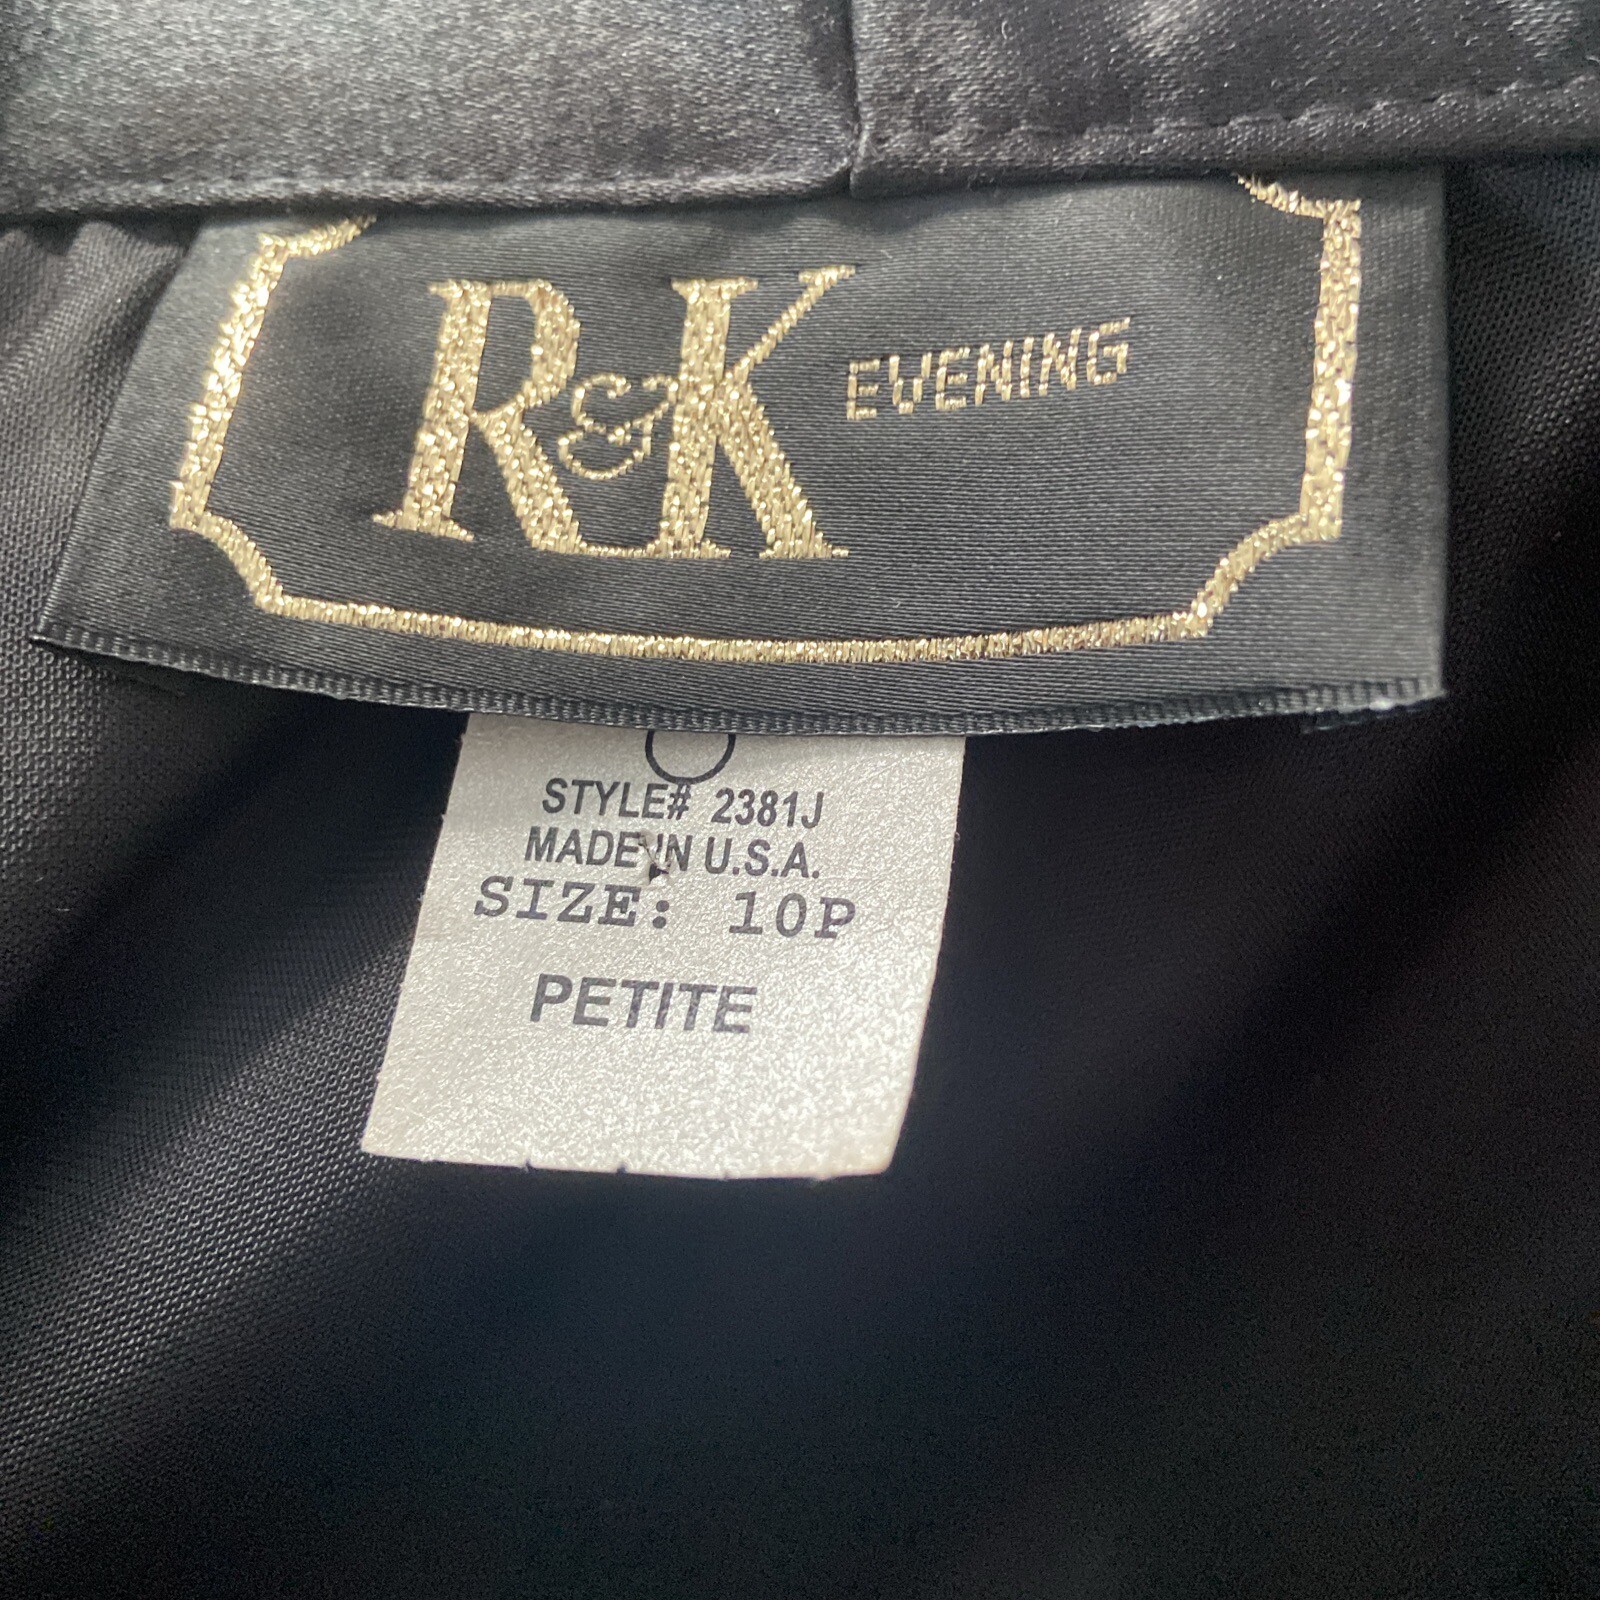 R&K EVENING
STYLE# 2381J
MADE IN U.S.A.
SIZE: 10P
PETITE